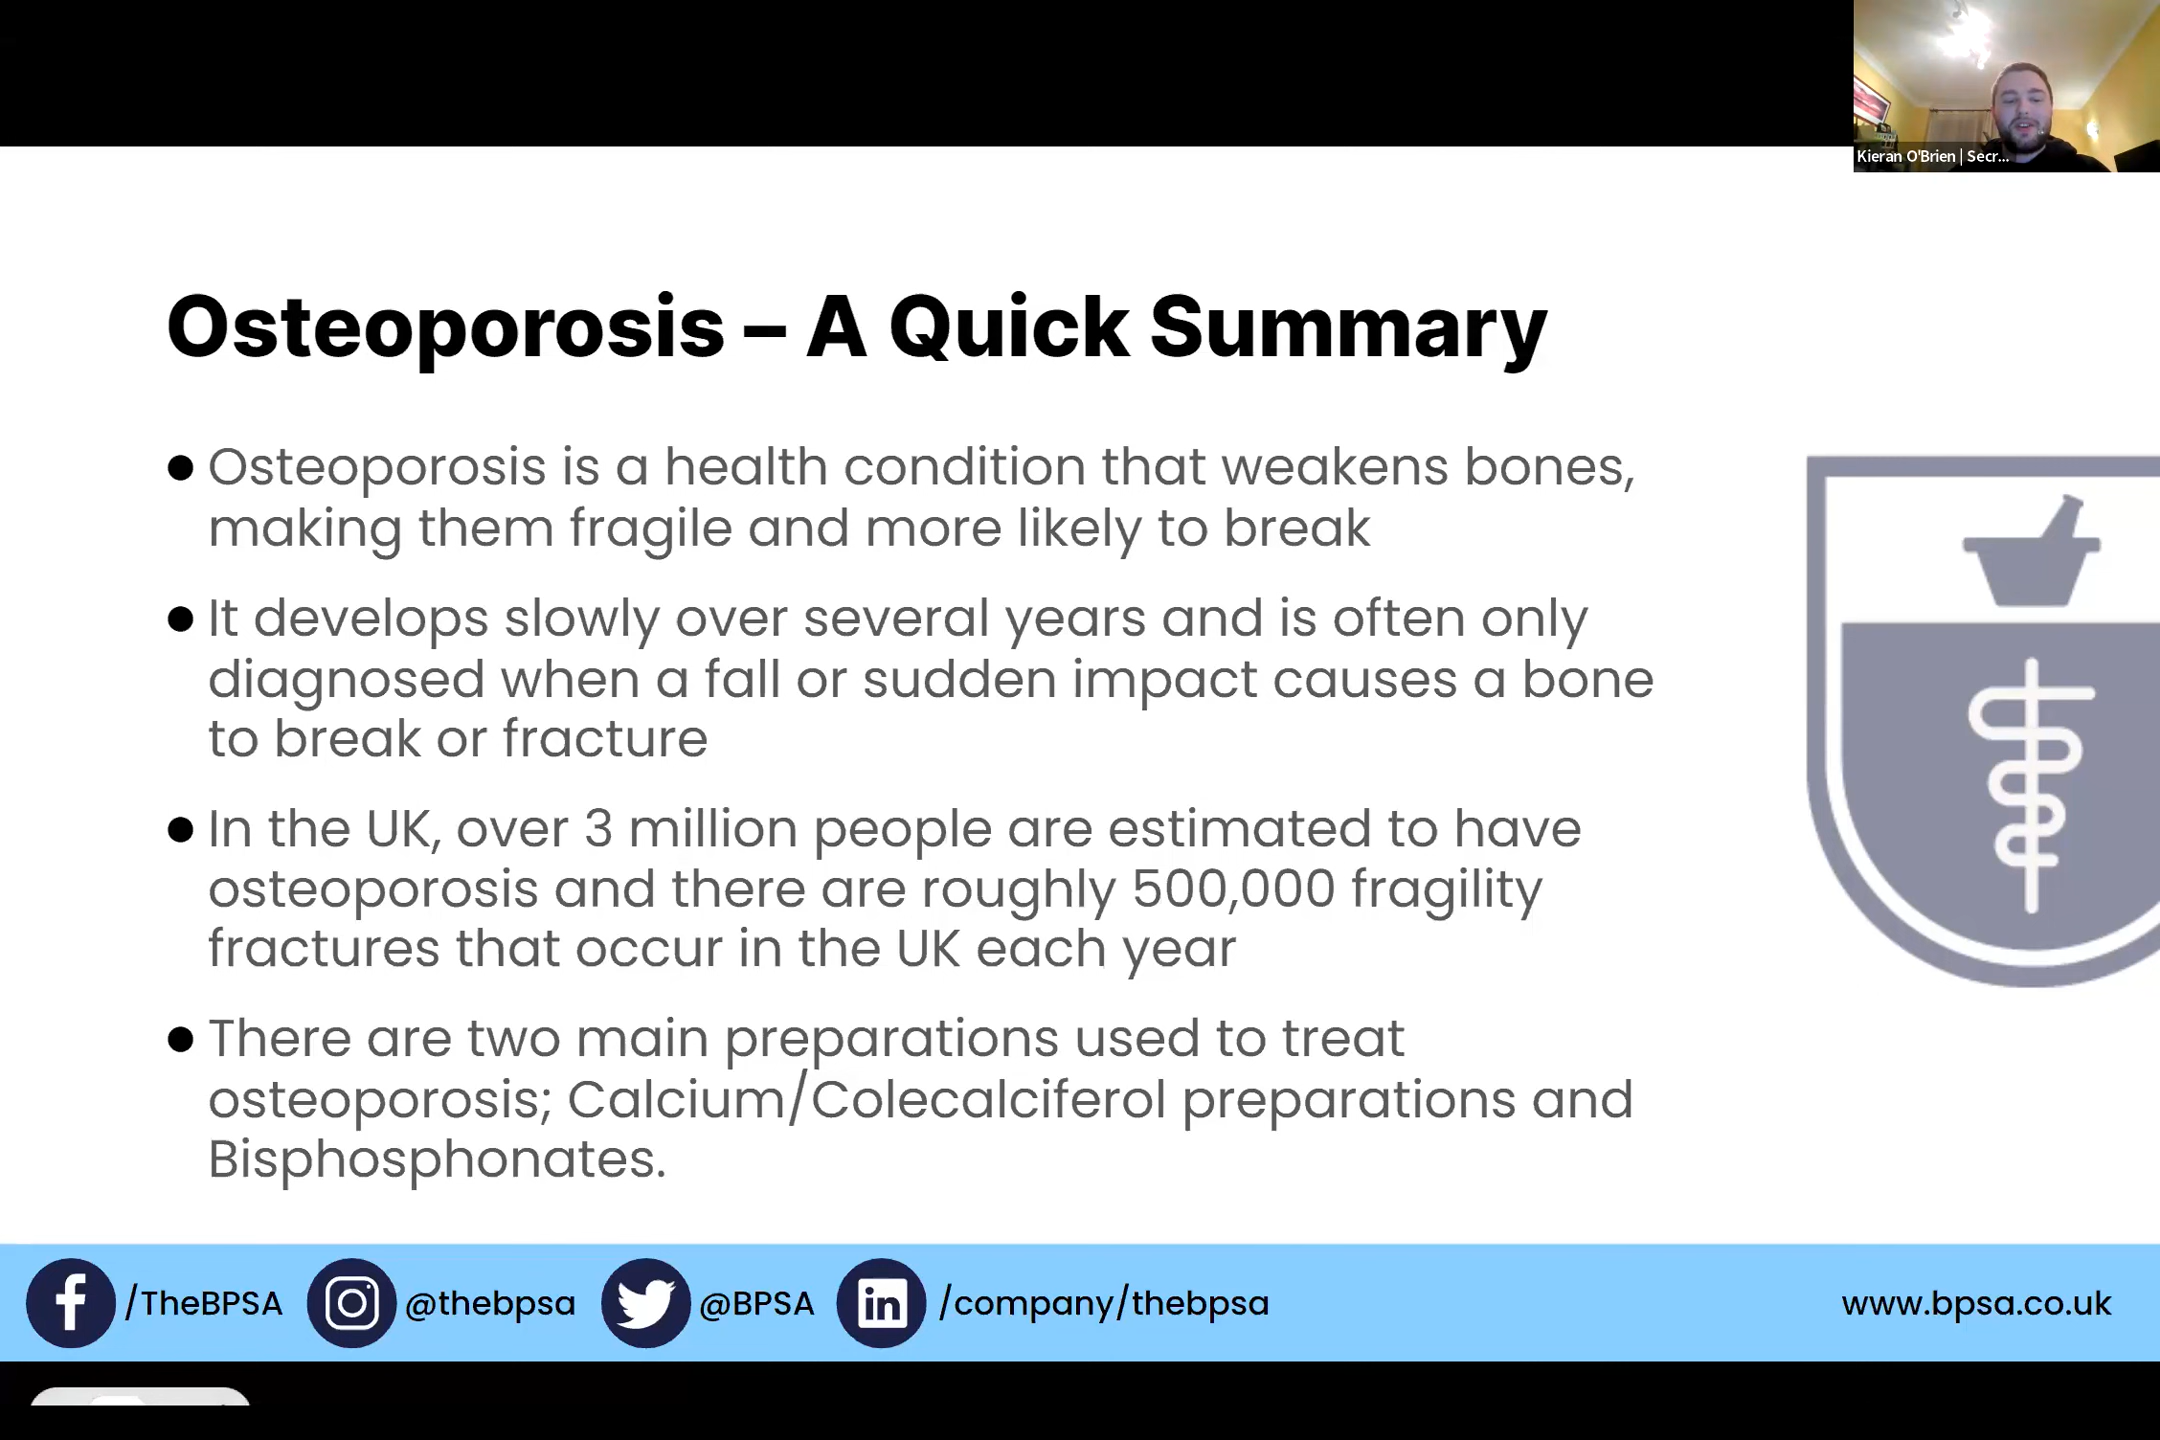 Kieran O'Brien | Secr...
Osteoporosis – A Quick Summary
● Osteoporosis is a health condition that weakens bones,
making them fragile and more likely to break
● It develops slowly over several years and is often only
diagnosed when a fall or sudden impact causes a bone
to break or fracture
● In the UK, over 3 million people are estimated to have
osteoporosis and there are roughly 500,000 fragility
fractures that occur in the UK each year
● There are two main preparations used to treat
osteoporosis; Calcium/Colecalciferol preparations and
Bisphosphonates.
/TheBPSA @thebpsa @BPSA /company/thebpsa www.bpsa.co.uk